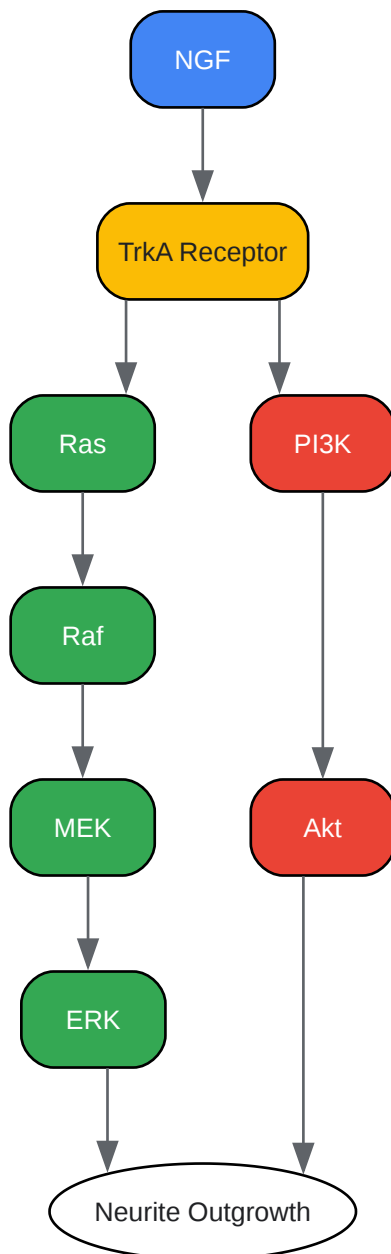 NGF
TrkA Receptor
Ras
PI3K
Raf
MEK
Akt
ERK
Neurite Outgrowth